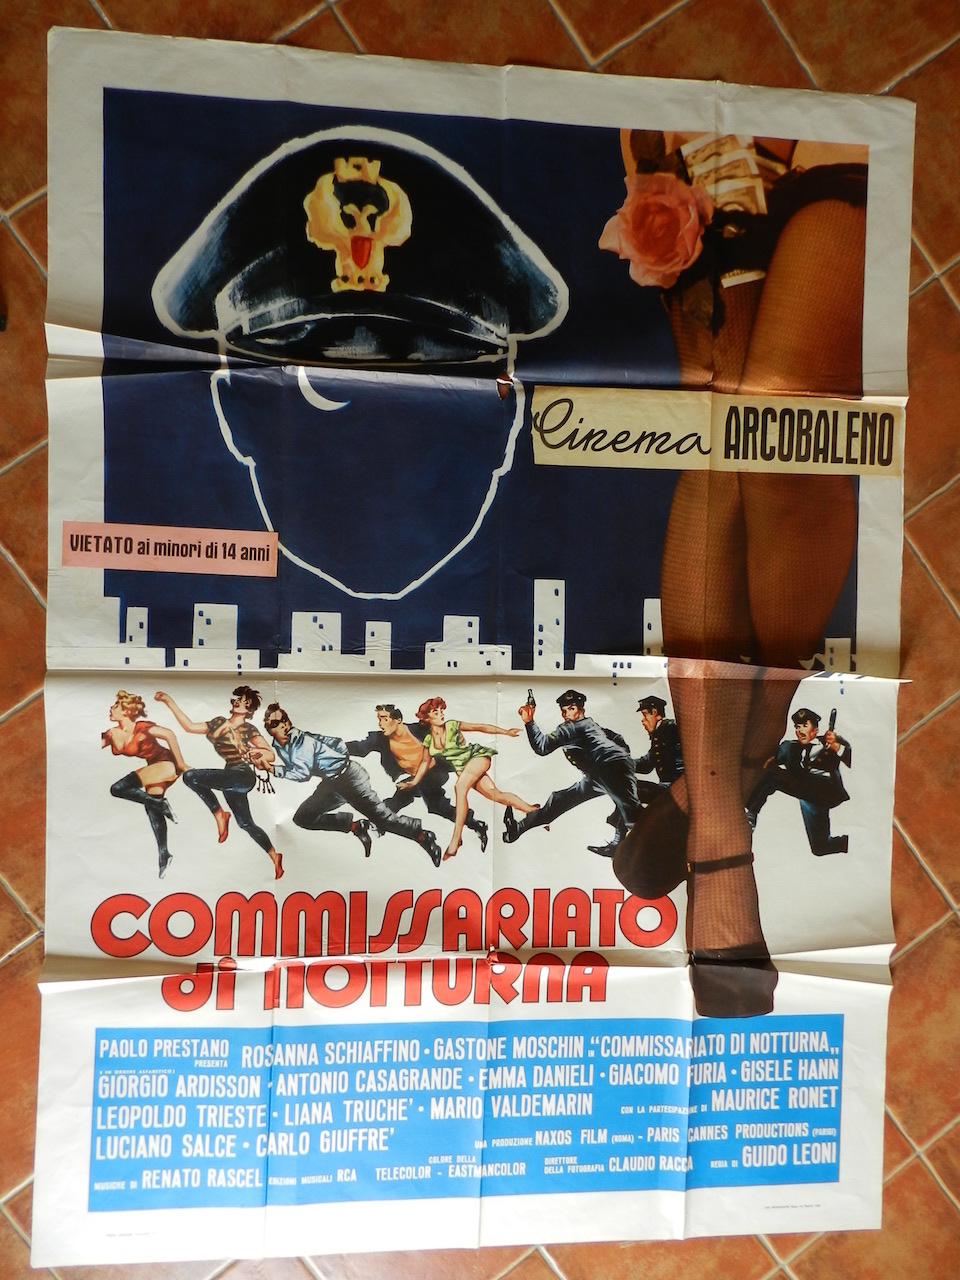 Cinema ARCOBALENO
VIETATO ai minori di 14 anni
COMMISSARIATO
di NOTTURNA
PAOLO PRESTANO PRESENTA ROSANNA SCHIAFFINO · GASTONE MOSCHIN IN: "COMMISSARIATO DI NOTTURNA"
( IN ORDINE ALFABETICO )
GIORGIO ARDISSON · ANTONIO CASAGRANDE · EMMA DANIELI · GIACOMO FURIA · GISELE HANN
LEOPOLDO TRIESTE · LIANA TRUCHE' · MARIO VALDEMARIN CON LA PARTECIPAZIONE DI MAURICE RONET
LUCIANO SALCE · CARLO GIUFFRE' UNA PRODUZIONE NAXOS FILM (ROMA) - PARIS CANNES PRODUCTIONS (PARIGI)
MUSICHE DI RENATO RASCEL EDIZIONI MUSICALI RCA COLORE DELLA TELECOLOR - EASTMANCOLOR DIRETTORE DELLA FOTOGRAFIA CLAUDIO RACCA REGIA DI GUIDO LEONI